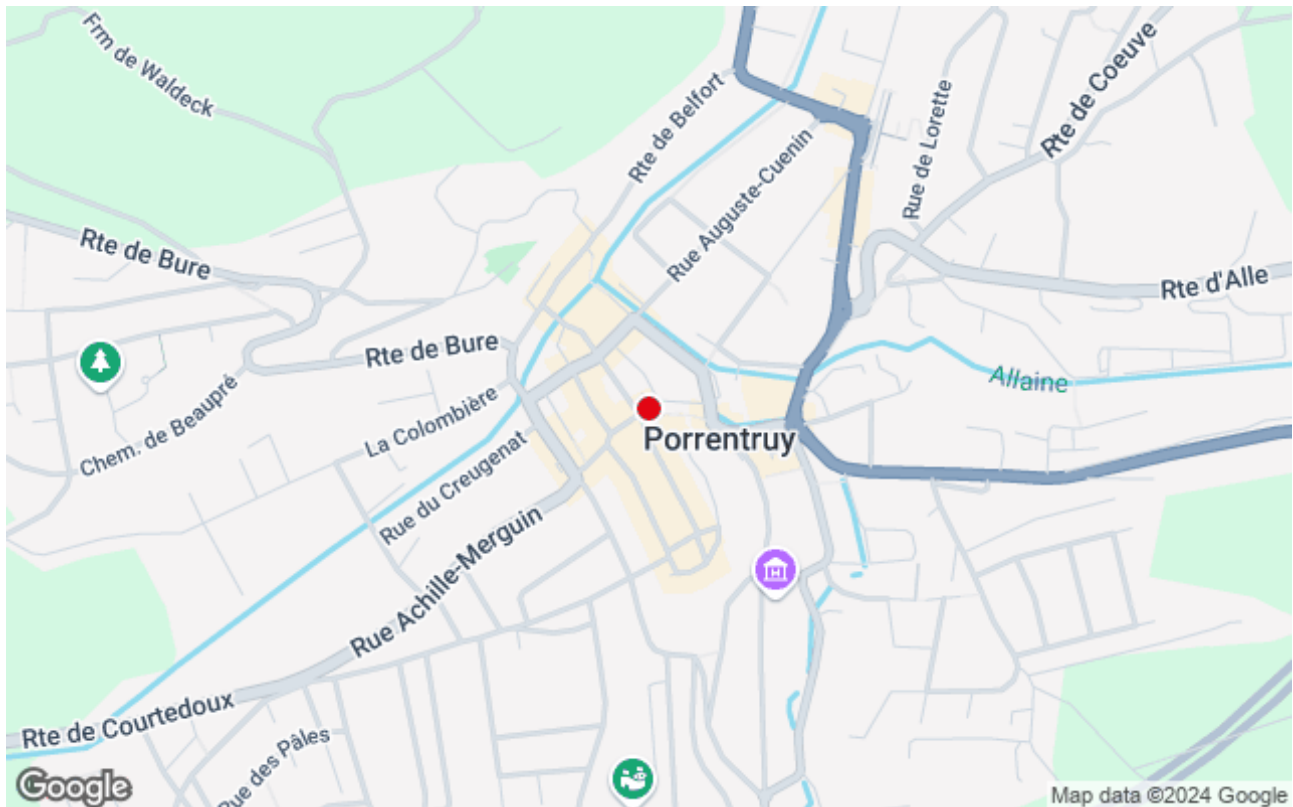 Frm de Waldeck
Rte de Belfort
Rte de Coeuve
Rue de Lorette
Rue Auguste-Cuenin
Rte de Bure
Rte d'Alle
Rte de Bure
Allaine
Chem. de Beaupré
La Colombière
Porrentruy
Rue du Creugenat
H
Rue Achille-Merguin
Rte de Courtedoux
Rue des Pâles
Google
Map data ©2024 Google